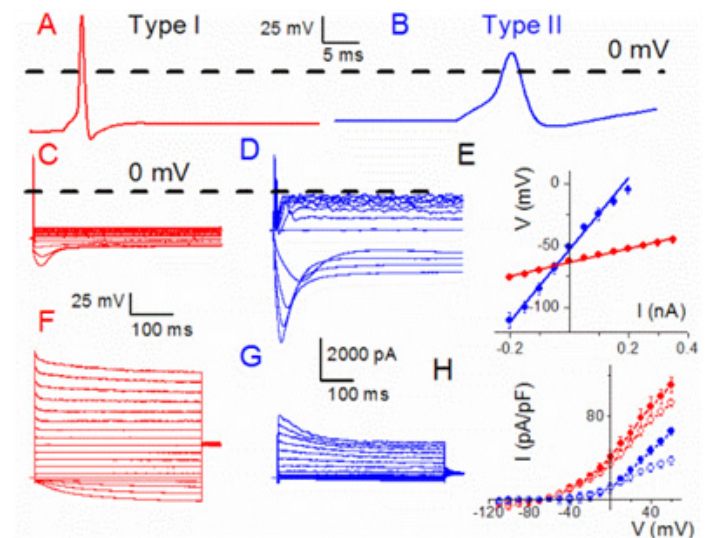 A Type I 25 mV 5 ms B Type II 0 mV
C 0 mV D E
V (mV)
0
-50
-100
I (nA)
-0.2 0.0 0.2 0.4
25 mV
100 ms
F
G 2000 pA
100 ms
H
I (pA/pF)
80
-120 -80 -40 0 40
V (mV)